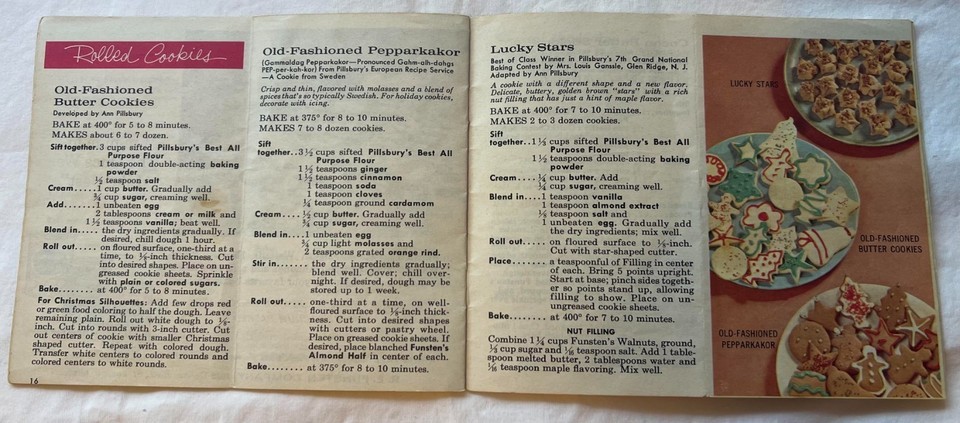 Rolled Cookies
Old-Fashioned
Butter Cookies
Developed by Ann Pillsbury
BAKE at 400° for 5 to 8 minutes.
MAKES about 6 to 7 dozen.
Sift together. 3 cups sifted Pillsbury's Best All
Purpose Flour
1 teaspoon double-acting baking
powder
½ teaspoon salt
Cream.....1 cup butter. Gradually add
¾ cup sugar, creaming well.
Add.......1 unbeaten egg
2 tablespoons cream or milk and
1½ teaspoons vanilla; beat well.
Blend in.... the dry ingredients gradually. If
desired, chill dough 1 hour.
Roll out.... on floured surface, one-third at a
time, to ⅛-inch thickness. Cut
into desired shapes. Place on un-
greased cookie sheets. Sprinkle
with plain or colored sugars.
Bake........ at 400° for 5 to 8 minutes.
For Christmas Silhouettes: Add few drops red
or green food coloring to half the dough. Leave
remaining plain. Roll out white dough to ⅛-
inch. Cut into rounds with 3-inch cutter. Cut
out centers of cookie with smaller Christmas
shaped cutter. Repeat with colored dough.
Transfer white centers to colored rounds and
colored centers to white rounds.
16
Old-Fashioned Pepparkakor
(Gammaldag Pepparkakor—Pronounced Gahm-alh-dahgs
PEP-per-kah-kor) From Pillsbury's European Recipe Service
—A Cookie from Sweden
Crisp and thin, flavored with molasses and a blend of
spices that's so typically Swedish. For holiday cookies,
decorate with icing.
BAKE at 375° for 8 to 10 minutes.
MAKES 7 to 8 dozen cookies.
Sift
together..3½ cups sifted Pillsbury's Best All
Purpose Flour
1½ teaspoons ginger
1½ teaspoons cinnamon
1 teaspoon soda
1 teaspoon cloves
¼ teaspoon ground cardamom
Cream.... ½ cup butter. Gradually add
¾ cup sugar, creaming well.
Blend in....1 unbeaten egg
¾ cup light molasses and
2 teaspoons grated orange rind.
Stir in....... the dry ingredients gradually;
blend well. Cover; chill over-
night. If desired, dough may be
stored up to 1 week.
Roll out..... one-third at a time, on well-
floured surface to ⅛-inch thick-
ness. Cut into desired shapes
with cutters or pastry wheel.
Place on greased cookie sheets. If
desired, place blanched Funsten's
Almond Half in center of each.
Bake........ at 375° for 8 to 10 minutes.
Lucky Stars
Best of Class Winner in Pillsbury's 7th Grand National
Baking Contest by Mrs. Louis Ganssle, Glen Ridge, N. J.
Adapted by Ann Pillsbury
A cookie with a different shape and a new flavor.
Delicate, buttery, golden brown "stars" with a rich
nut filling that has just a hint of maple flavor.
BAKE at 400° for 7 to 10 minutes.
MAKES 2 to 3 dozen cookies.
Sift
together..1½ cups sifted Pillsbury's Best All
Purpose Flour
½ teaspoon double-acting baking
powder
Cream.... ¾ cup butter. Add
¼ cup sugar, creaming well.
Blend in....1 teaspoon vanilla
1 teaspoon almond extract
½ teaspoon salt and
1 unbeaten egg. Gradually add
the dry ingredients; mix well.
Roll out..... on floured surface to ⅛-inch.
Cut with star-shaped cutter.
Place....... a teaspoonful of Filling in center
of each. Bring 5 points upright.
Start at base; pinch sides togeth-
er so points stand up, allowing
filling to show. Place on un-
greased cookie sheets.
Bake........ at 400° for 7 to 10 minutes.
NUT FILLING
Combine 1¼ cups Funsten's Walnuts, ground,
⅓ cup sugar and teaspoon salt. Add 1 table-
spoon melted butter, 2 tablespoons water and
teaspoon maple flavoring. Mix well.
LUCKY STARS
OLD-FASHIONED
BUTTER COOKIES
OLD-FASHIONED
PEPPARKAKOR